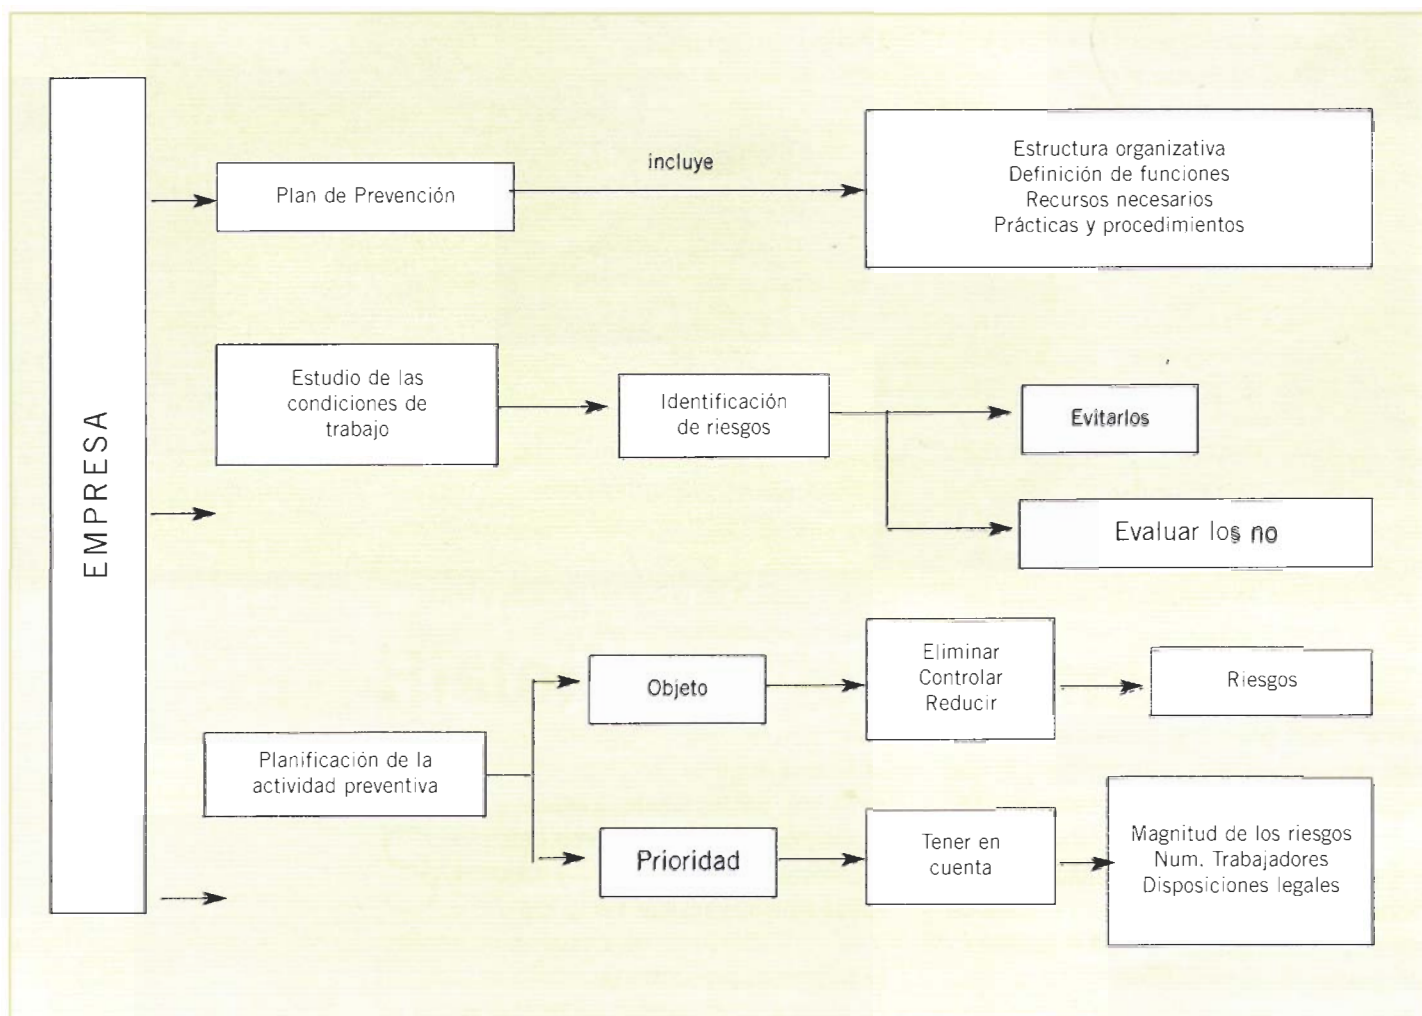 EMPRESA
Plan de Prevención
incluye
Estructura organizativa
Definición de funciones
Recursos necesarios
Prácticas y procedimientos
Estudio de las
condiciones de
trabajo
Identificación
de riesgos
Evitarlos
Evaluar los no
Planificación de la
actividad preventiva
Objeto
Eliminar
Controlar
Reducir
Riesgos
Prioridad
Tener en
cuenta
Magnitud de los riesgos
Num. Trabajadores
Disposiciones legales